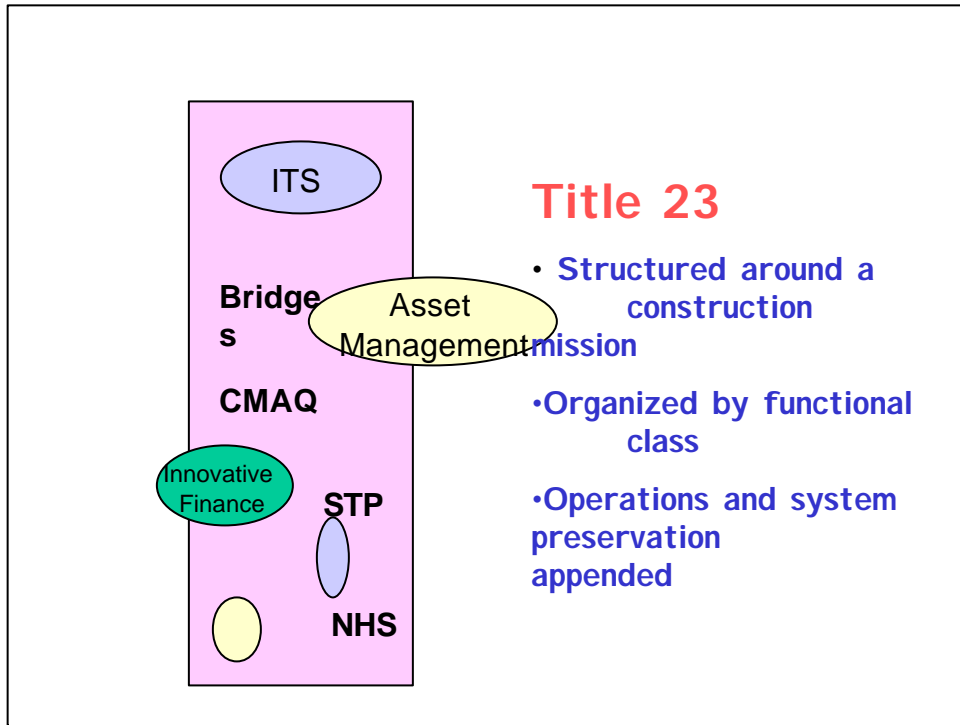 ITS
Bridge
s
Asset
Management
CMAQ
Innovative
Finance
STP
NHS
Title 23
• Structured around a
construction
mission
•Organized by functional
class
•Operations and system
preservation
appended